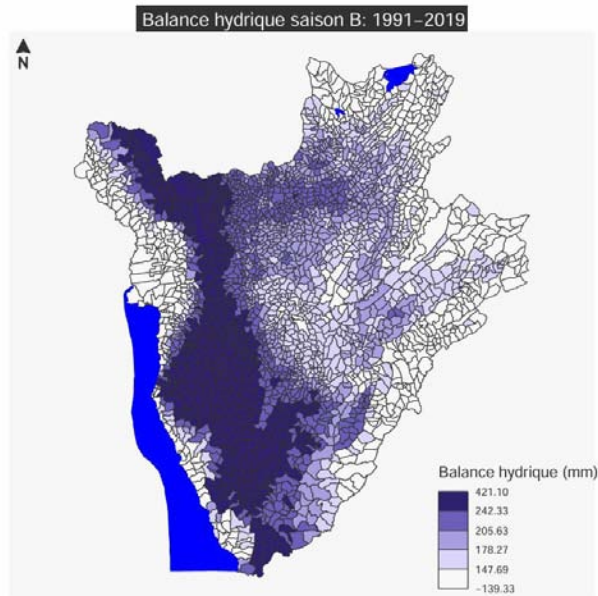 Balance hydrique saison B: 1991–2019
N
Balance hydrique (mm)
421.10
242.33
205.63
178.27
147.69
−139.33